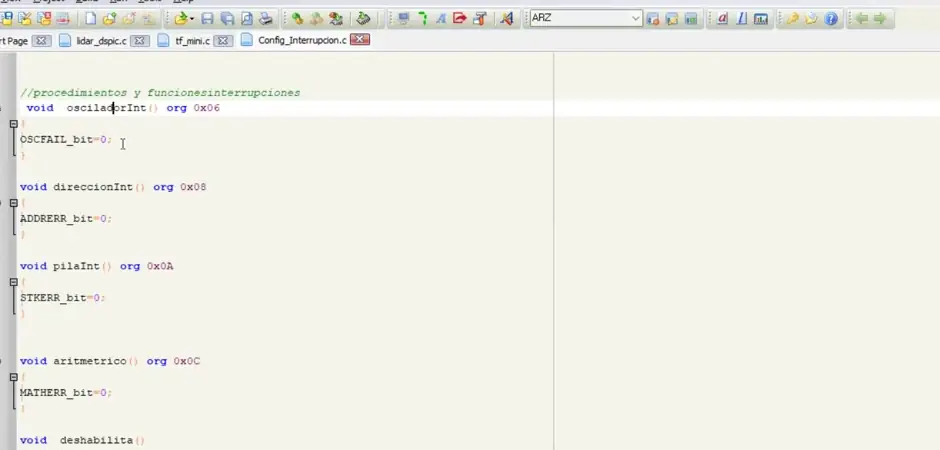 ARZ
rt Page
lidar_dspic.c
tf_mini.c
Config_Interrupcion.c
//procedimientos y funcionesinterrupciones
void osciladorInt() org 0x06
{
OSCFAIL_bit=0;
}
void direccionInt() org 0x08
{
ADDRERR_bit=0;
}
void pilaInt() org 0x0A
{
STKERR_bit=0;
}
void aritmetrico() org 0x0C
{
MATHERR_bit=0;
}
void deshabilita()